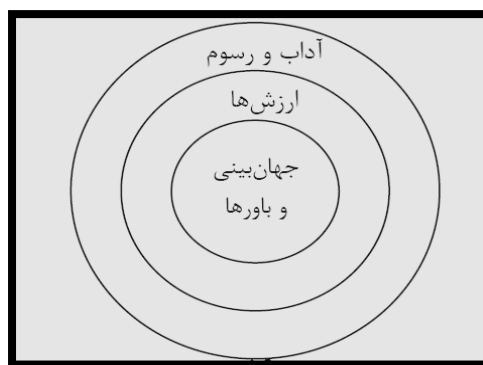 آداب و رسوم
ارزش‌ها
جهان‌بینی
و باورها